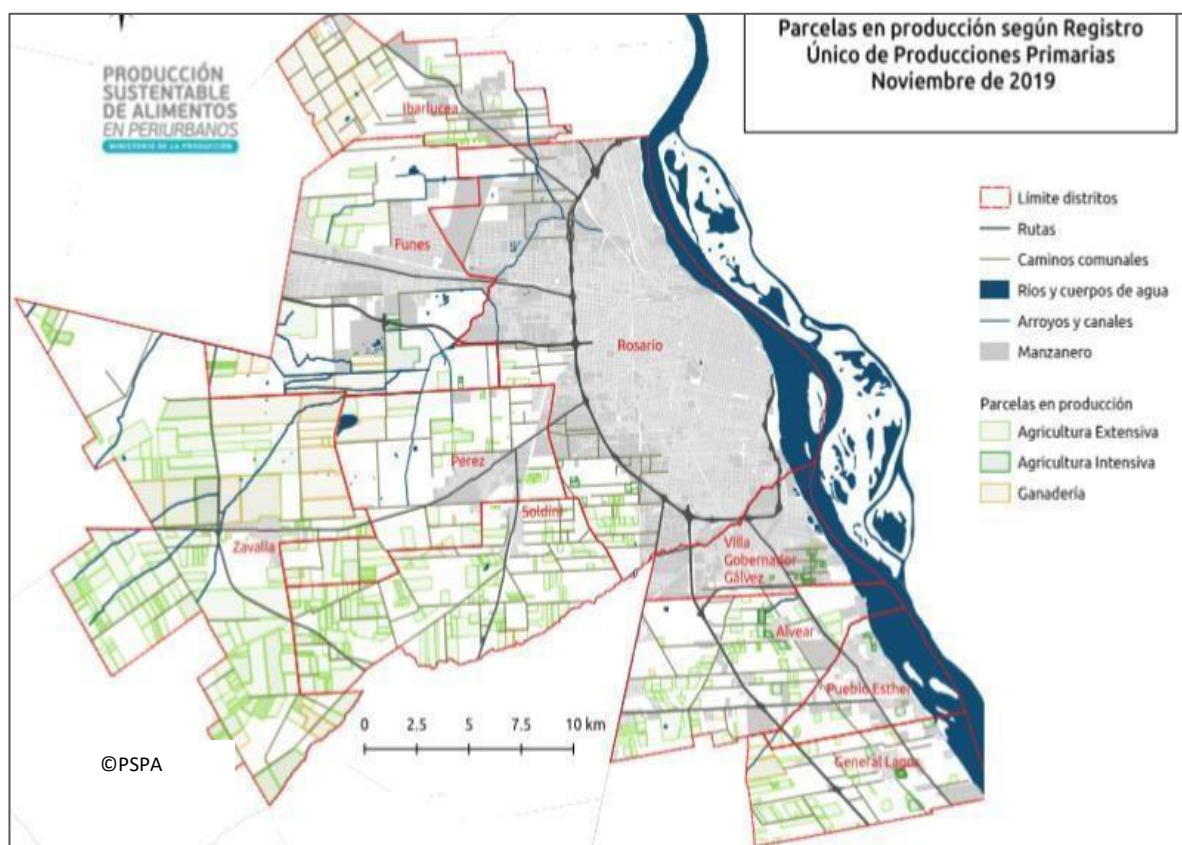 Parcelas en producción según Registro
Único de Producciones Primarias
Noviembre de 2019
PRODUCCIÓN
SUSTENTABLE
DE ALIMENTOS
EN PERIURBANOS
MINISTERIO DE LA PRODUCCIÓN
Ibarlucea
Funes
Rosario
Perez
Soldini
Zavalla
Villa
Gobernador
Gálvez
Alvear
Pueblo Esther
General Lagos
Límite distritos
Rutas
Caminos comunales
Ríos y cuerpos de agua
Arroyos y canales
Manzanero
Parcelas en producción
Agricultura Extensiva
Agricultura Intensiva
Ganadería
0 2.5 5 7.5 10 km
©PSPA